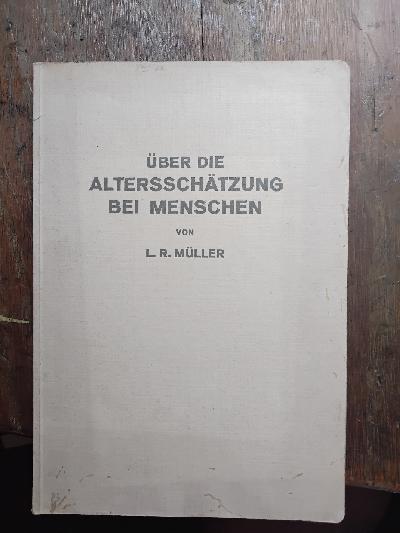 ÜBER DIE
ALTERSSCHÄTZUNG
BEI MENSCHEN
VON
L. R. MÜLLER